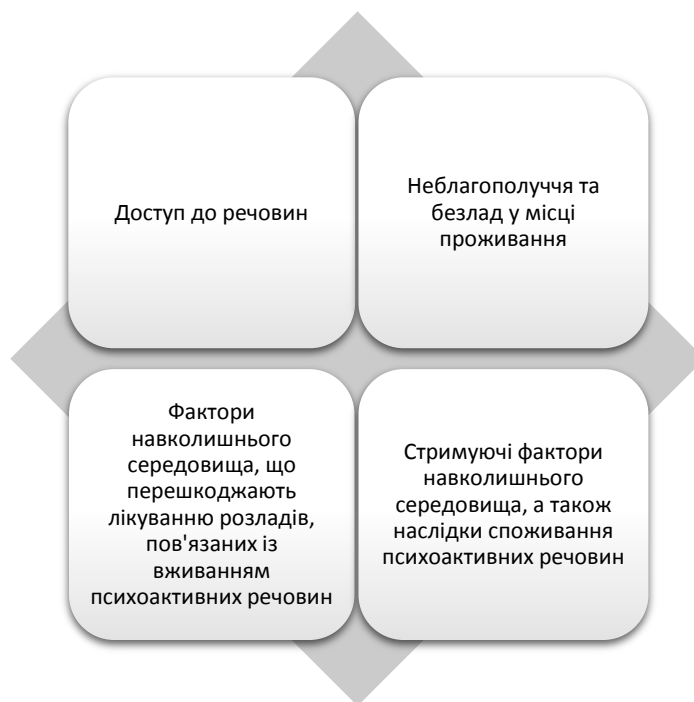 Доступ до речовин
Неблагополуччя та
безлад у місці
проживання
Фактори
навколишнього
середовища, що
перешкоджають
лікуванню розладів,
пов'язаних із
вживанням
психоактивних речовин
Стримуючі фактори
навколишнього
середовища, а також
наслідки споживання
психоактивних речовин